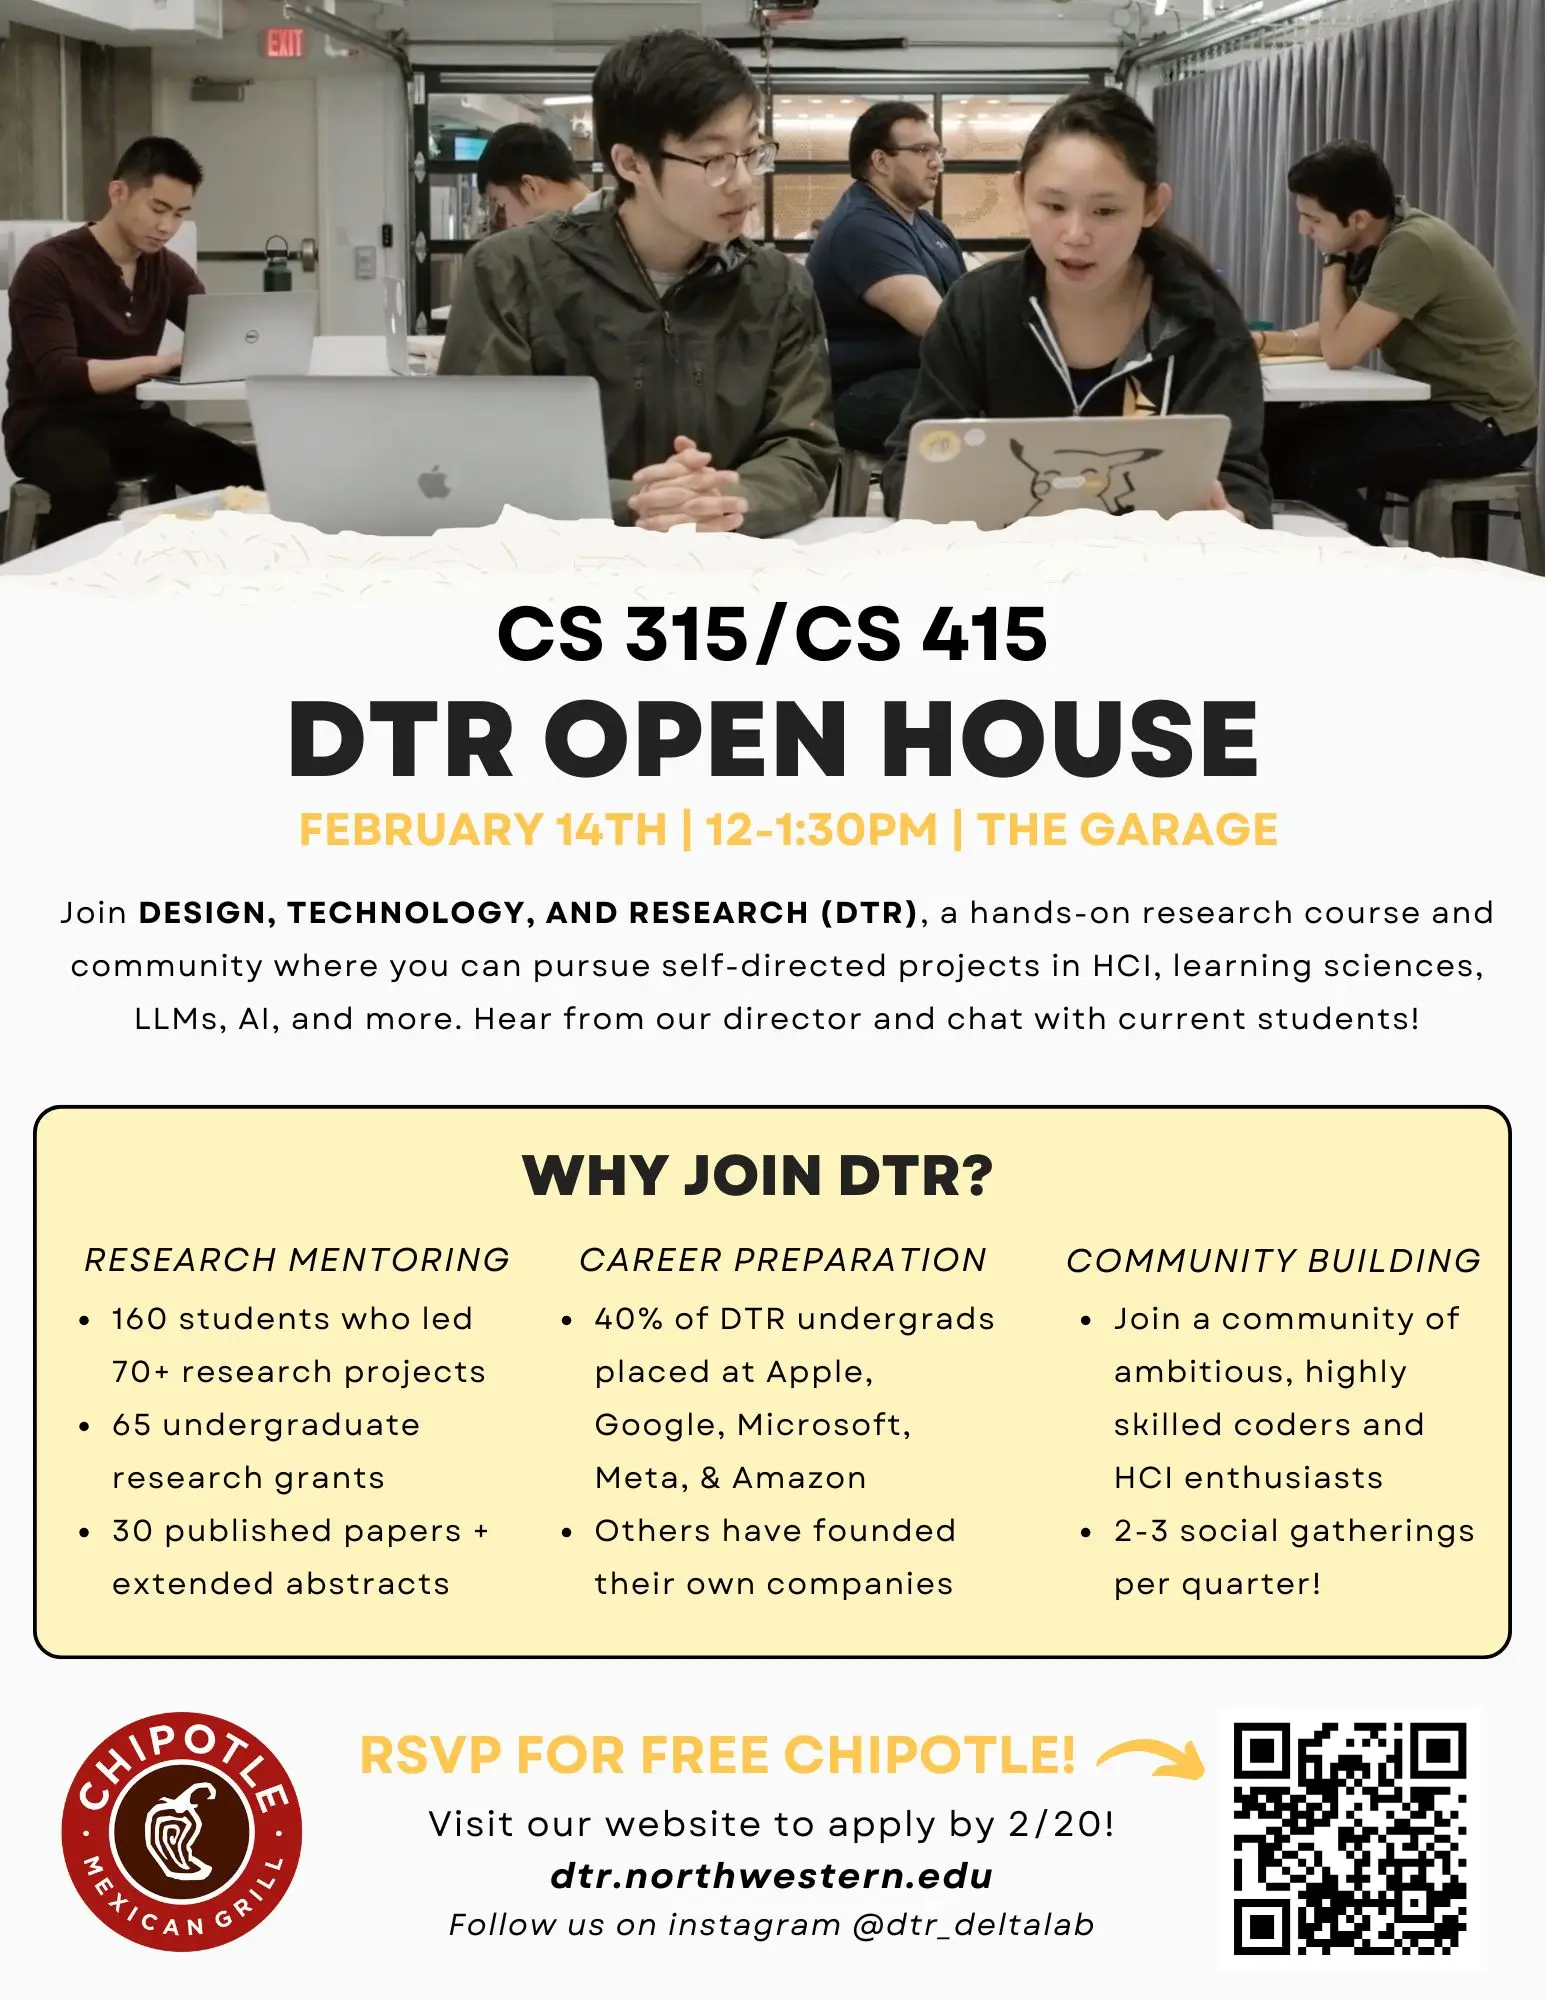 EXIT
CS 315/CS 415
DTR OPEN HOUSE
FEBRUARY 14TH | 12-1:30PM | THE GARAGE
Join DESIGN, TECHNOLOGY, AND RESEARCH (DTR), a hands-on research course and
community where you can pursue self-directed projects in HCI, learning sciences,
LLMs, AI, and more. Hear from our director and chat with current students!
WHY JOIN DTR?
RESEARCH MENTORING
• 160 students who led
70+ research projects
• 65 undergraduate
research grants
• 30 published papers +
extended abstracts
CAREER PREPARATION
• 40% of DTR undergrads
placed at Apple,
Google, Microsoft,
Meta, & Amazon
• Others have founded
their own companies
COMMUNITY BUILDING
• Join a community of
ambitious, highly
skilled coders and
HCI enthusiasts
• 2-3 social gatherings
per quarter!
CHIPOTLE
MEXICAN GRILL
RSVP FOR FREE CHIPOTLE!
Visit our website to apply by 2/20!
dtr.northwestern.edu
Follow us on instagram @dtr_deltalab